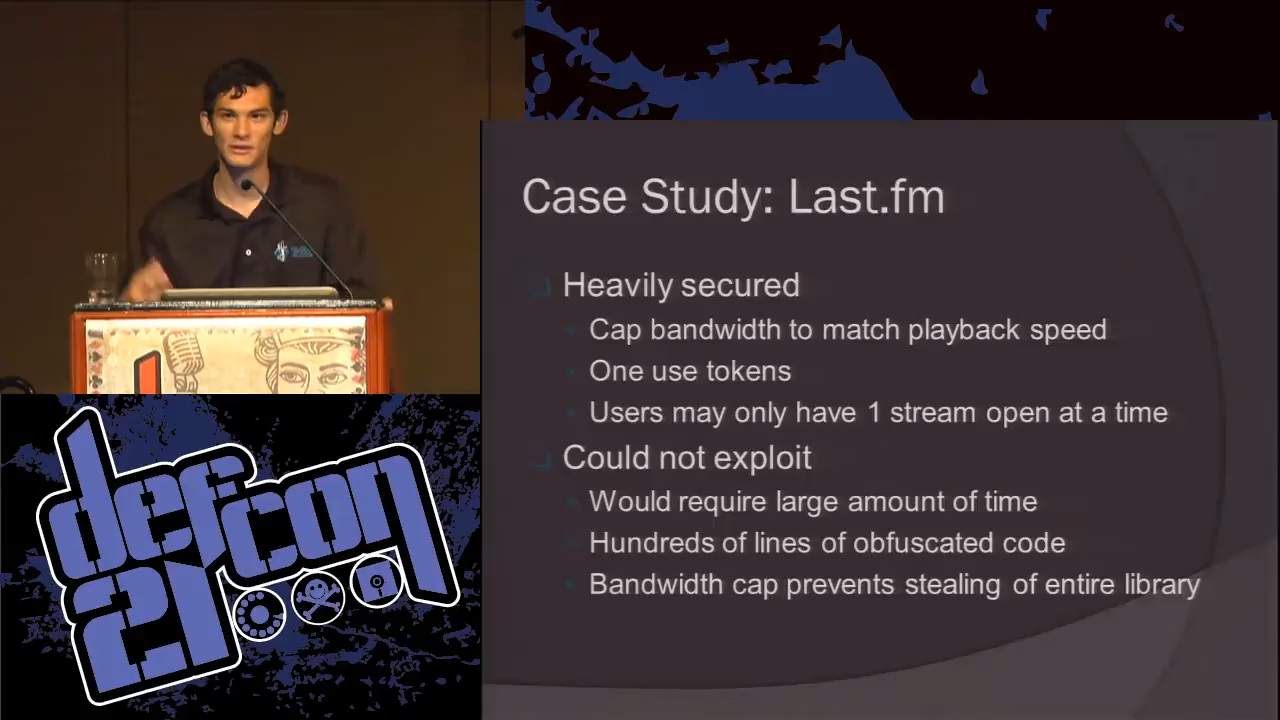 Case Study: Last.fm
Heavily secured
Cap bandwidth to match playback speed
One use tokens
Users may only have 1 stream open at a time
Could not exploit
Would require large amount of time
Hundreds of lines of obfuscated code
Bandwidth cap prevents stealing of entire library
defcon
21